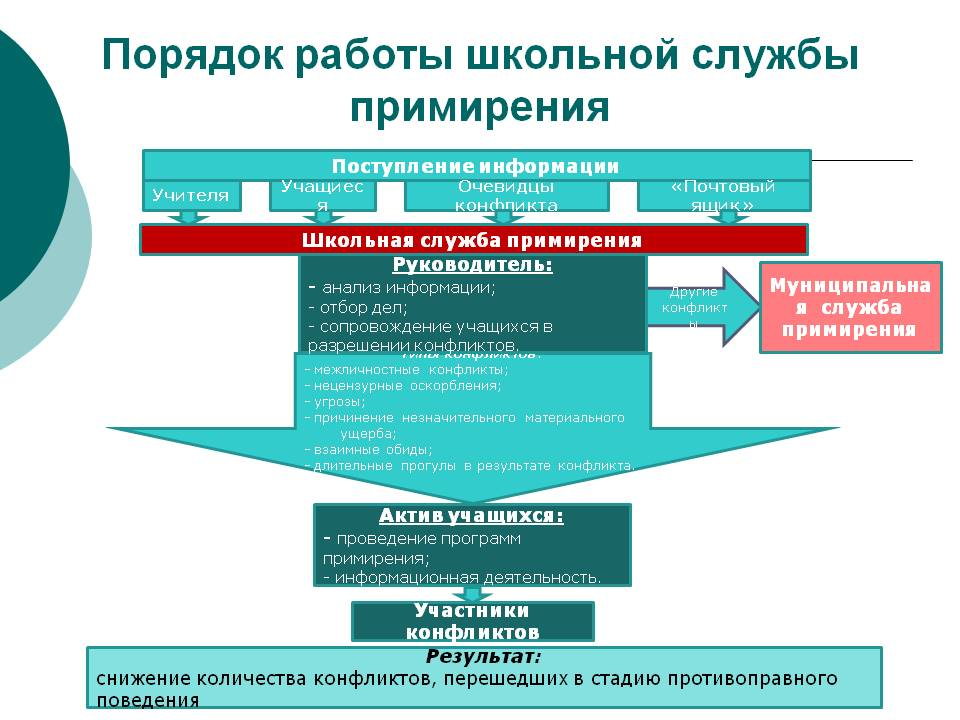 Порядок работы школьной службы
примирения
Поступление информации
Учителя
Учащиес
я
Очевидцы
конфликта
«Почтовый
ящик»
Школьная служба примирения
Руководитель:
- анализ информации;
- отбор дел;
- сопровождение учащихся в
разрешении конфликтов.
Другие
конфликт
ы
Муниципальна
я служба
примирения
Типы конфликтов:
- межличностные конфликты;
- нецензурные оскорбления;
- угрозы;
- причинение незначительного материального
ущерба;
- взаимные обиды;
- длительные прогулы в результате конфликта.
Актив учащихся:
- проведение программ
примирения;
- информационная деятельность.
Участники
конфликтов
Результат:
снижение количества конфликтов, перешедших в стадию противоправного
поведения